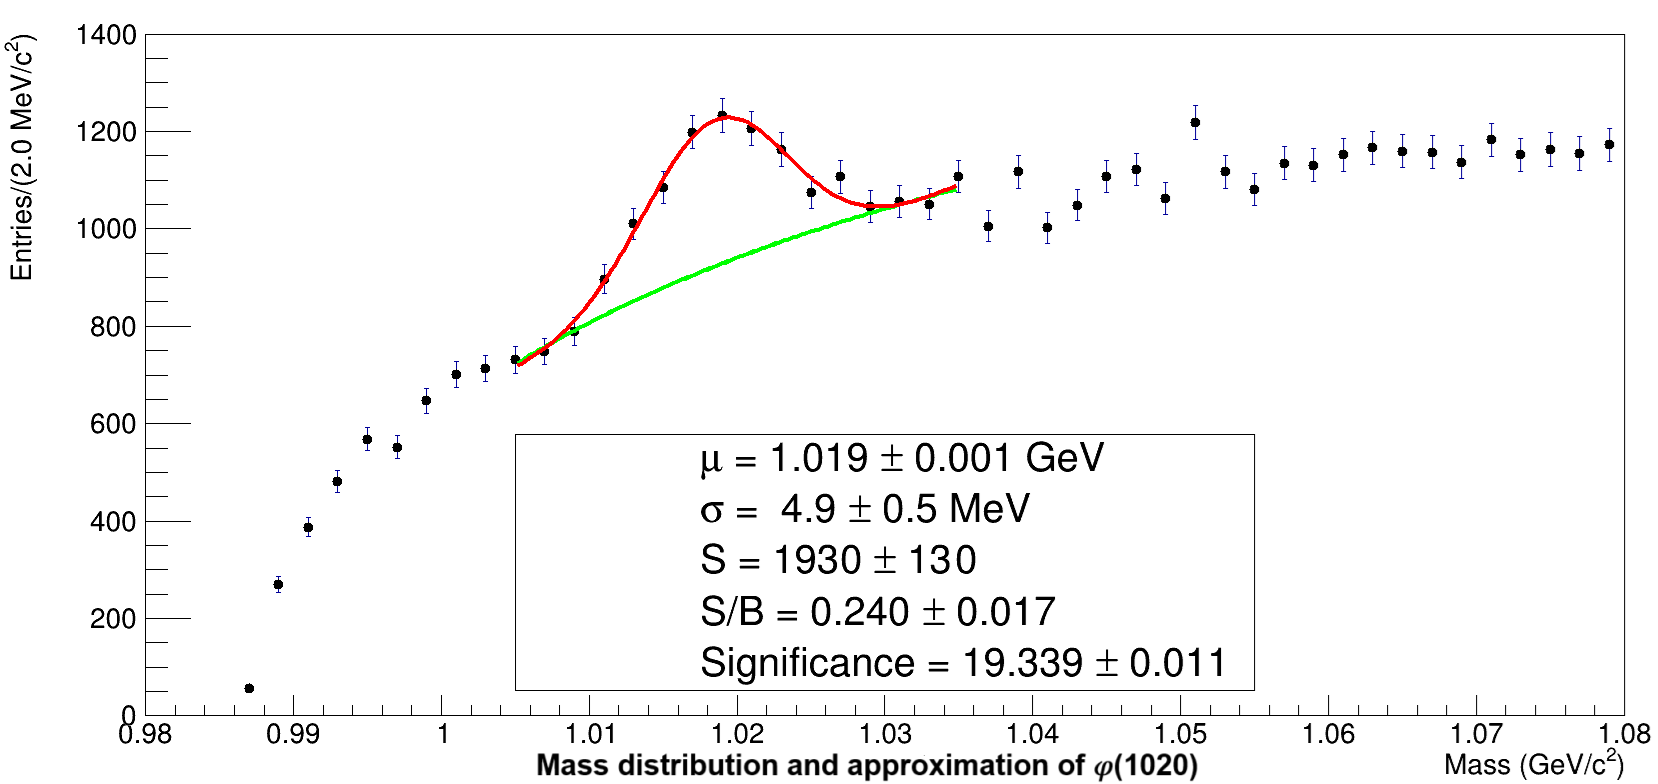 Entries/(2.0 MeV/c²)
1400
1200
1000
800
600
400
200
0
μ = 1.019 ± 0.001 GeV
σ = 4.9 ± 0.5 MeV
S = 1930 ± 130
S/B = 0.240 ± 0.017
Significance = 19.339 ± 0.011
0.98 0.99 1 1.01 1.02 1.03 1.04 1.05 1.06 1.07 1.08
Mass distribution and approximation of φ(1020)
Mass (GeV/c²)